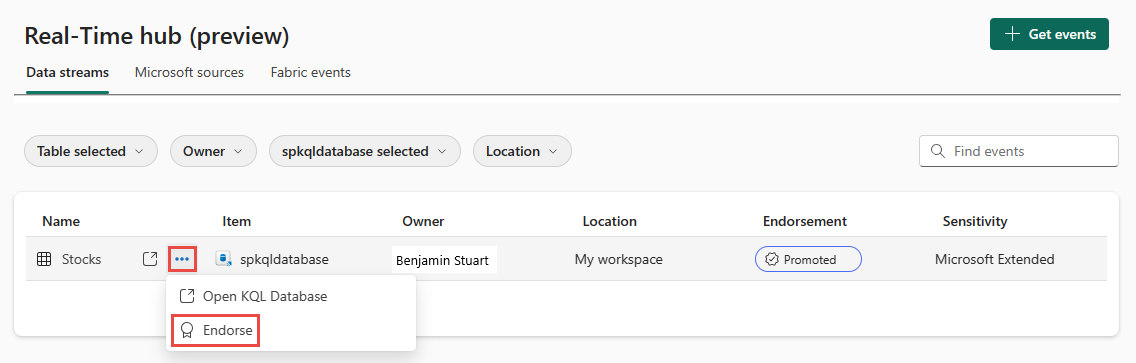 Real-Time hub (preview)
Get events
Data streams Microsoft sources Fabric events
Table selected Owner spkqldatabase selected Location Find events
Name Item Owner Location Endorsement Sensitivity
Stocks spkqldatabase Benjamin Stuart My workspace Promoted Microsoft Extended
Open KQL Database
Endorse